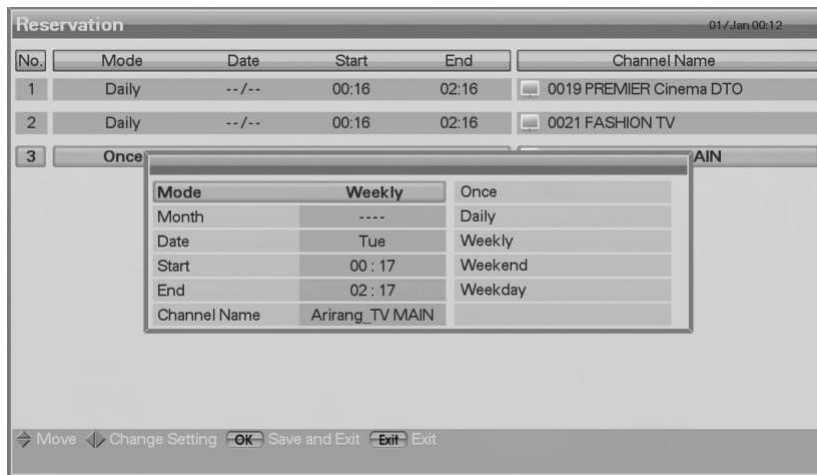 Reservation 01/Jan 00:12
No. Mode Date Start End Channel Name
1 Daily --/-- 00:16 02:16 0019 PREMIER Cinema DTO
2 Daily --/-- 00:16 02:16 0021 FASHION TV
3 Once AIN
Mode Weekly Once
Month ---- Daily
Date Tue Weekly
Start 00 : 17 Weekend
End 02 : 17 Weekday
Channel Name Arirang_TV MAIN
Move Change Setting OK Save and Exit Exit Exit